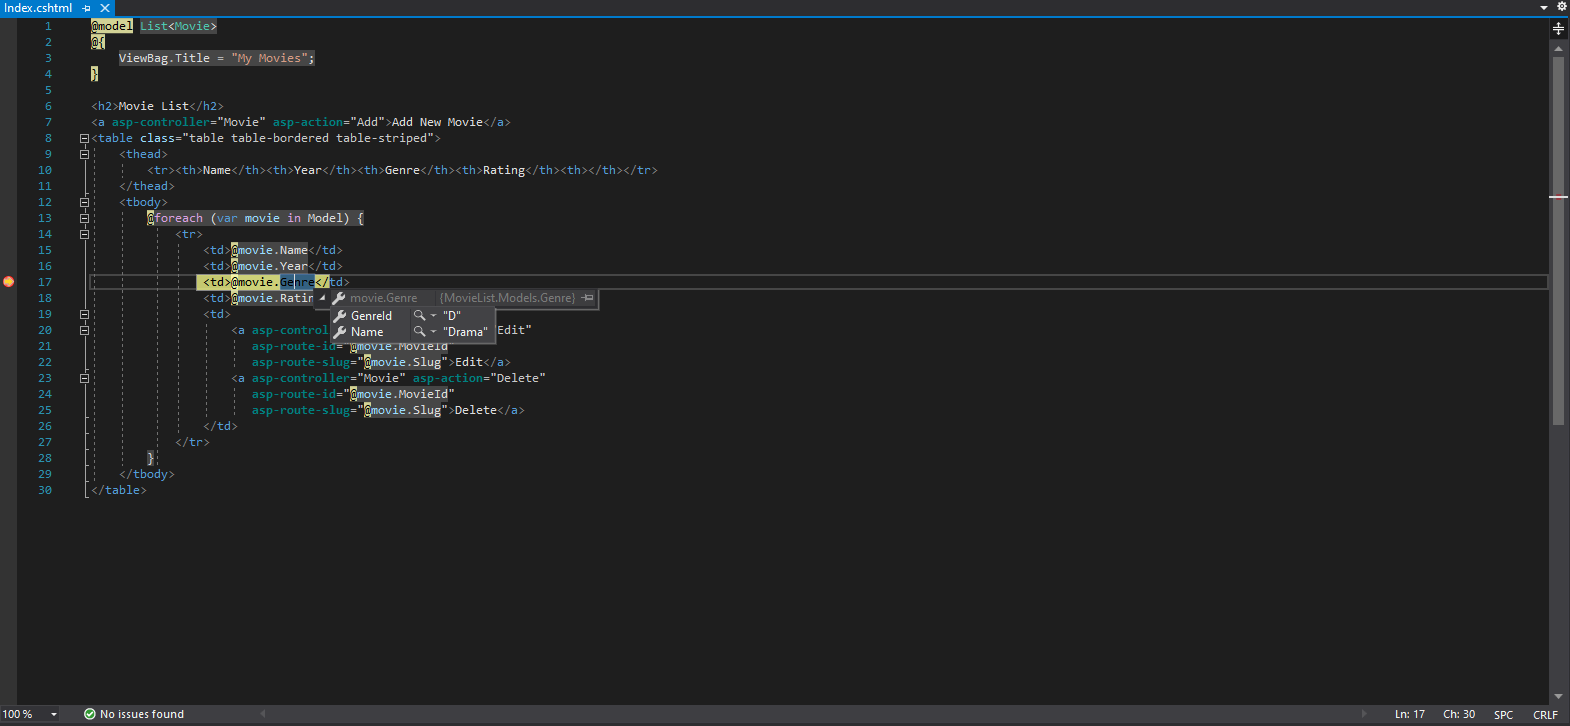 Index.cshtml
1 @model List<Movie>
2 @{
3 ViewBag.Title = "My Movies";
4 }
5
6 <h2>Movie List</h2>
7 <a asp-controller="Movie" asp-action="Add">Add New Movie</a>
8 <table class="table table-bordered table-striped">
9 <thead>
10 <tr><th>Name</th><th>Year</th><th>Genre</th><th>Rating</th><th></th></tr>
11 </thead>
12 <tbody>
13 @foreach (var movie in Model) {
14 <tr>
15 <td>@movie.Name</td>
16 <td>@movie.Year</td>
17 <td>@movie.Genre</td>
18 <td>@movie.Ratin movie.Genre {MovieList.Models.Genre}
GenreId "D"
19 <td>
Name "Drama"
20 <a asp-control Edit"
21 asp-route-id="@movie.MovieId
22 asp-route-slug="@movie.Slug">Edit</a>
23 <a asp-controller="Movie" asp-action="Delete"
24 asp-route-id="@movie.MovieId"
25 asp-route-slug="@movie.Slug">Delete</a>
26 </td>
27 </tr>
28 }
29 </tbody>
30 </table>
100 % No issues found Ln: 17 Ch: 30 SPC CRLF